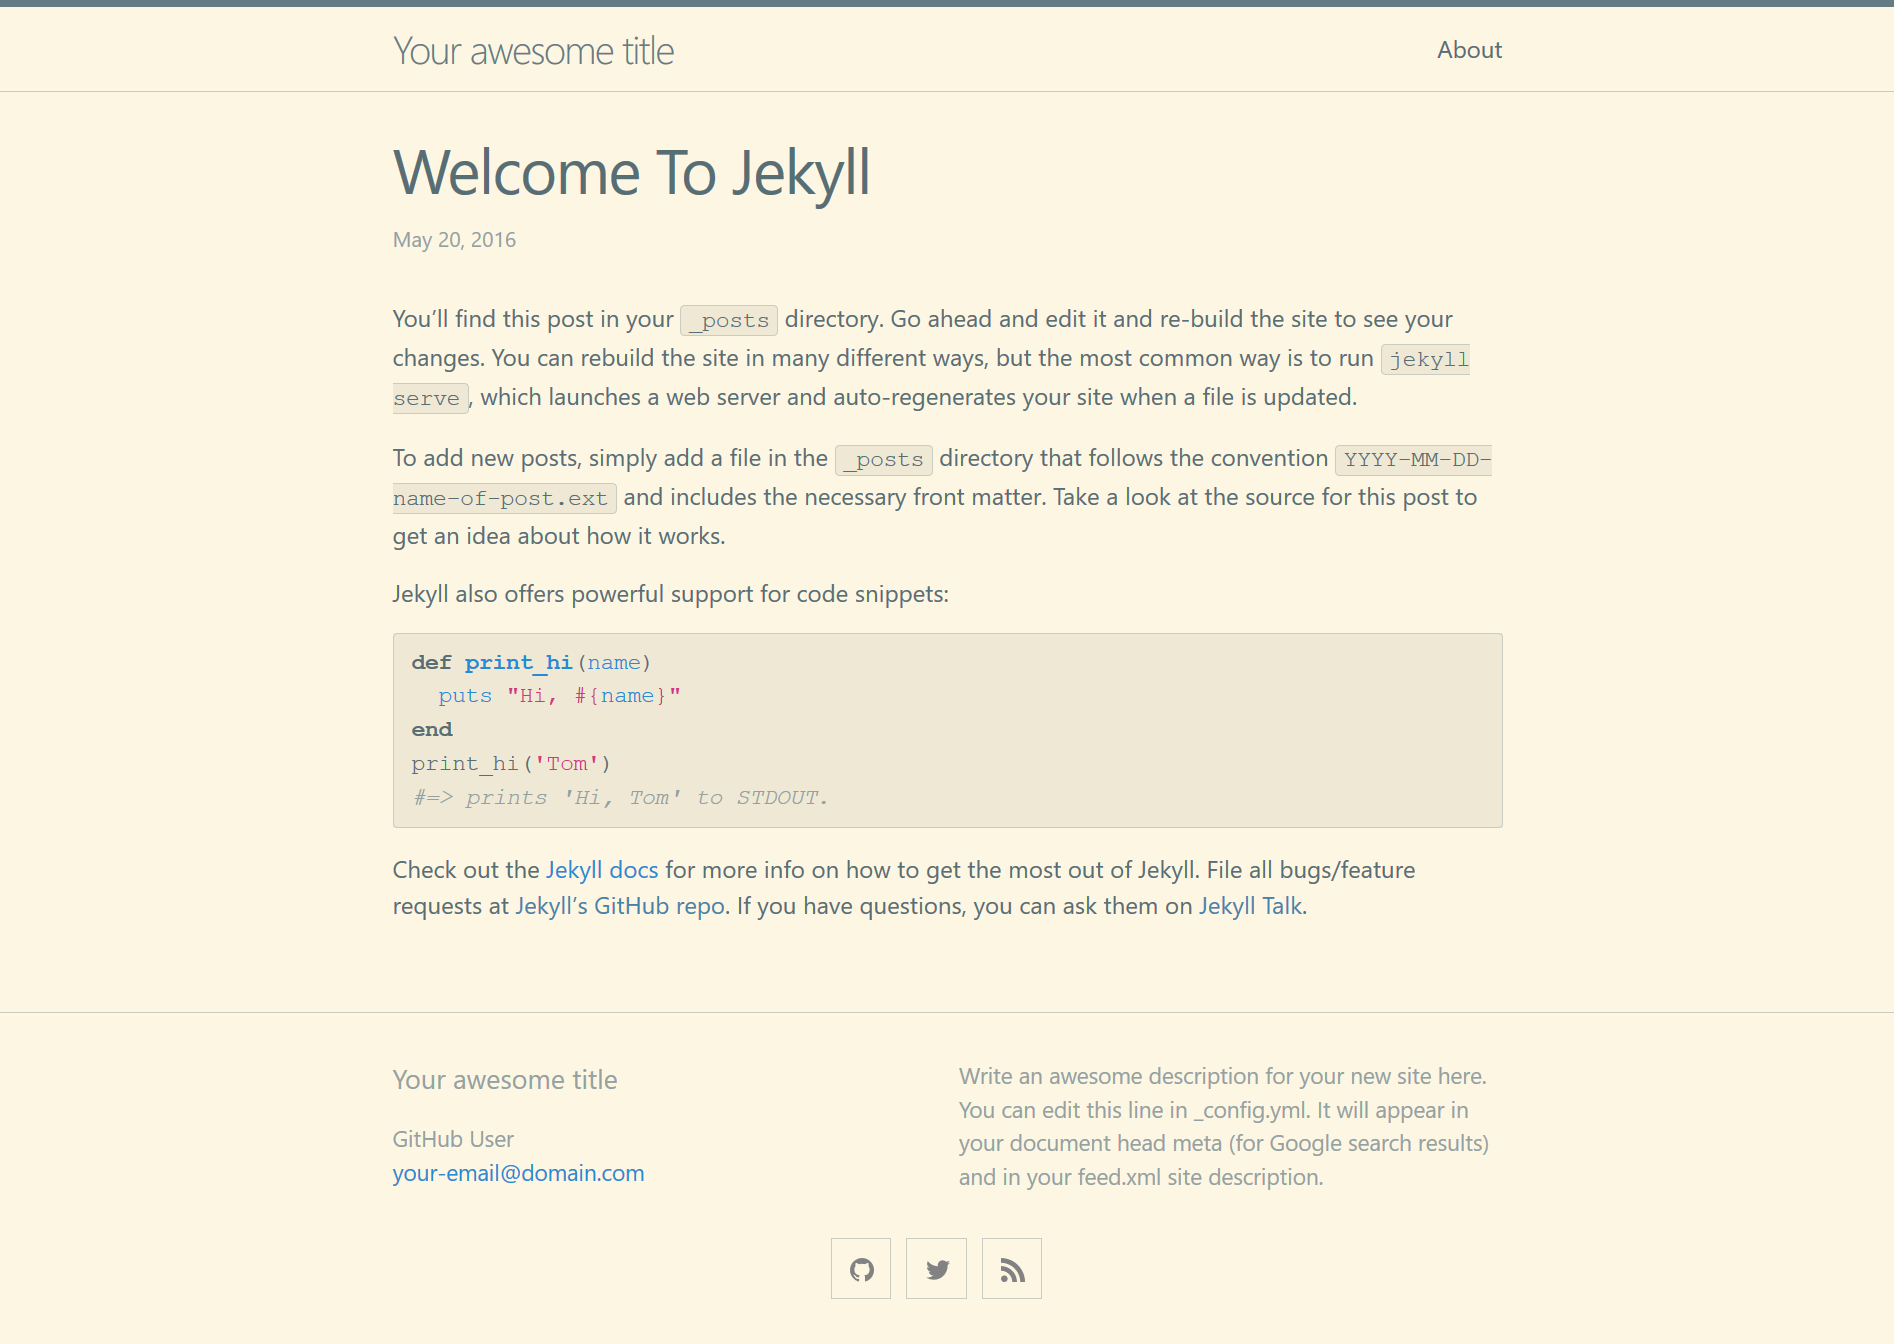 Your awesome title
About
Welcome To Jekyll
May 20, 2016
You’ll find this post in your _posts directory. Go ahead and edit it and re-build the site to see your
changes. You can rebuild the site in many different ways, but the most common way is to run jekyll
serve, which launches a web server and auto-regenerates your site when a file is updated.
To add new posts, simply add a file in the _posts directory that follows the convention YYYY-MM-DD-
name-of-post.ext and includes the necessary front matter. Take a look at the source for this post to
get an idea about how it works.
Jekyll also offers powerful support for code snippets:
def print_hi(name)
  puts "Hi, #{name}"
end
print_hi('Tom')
#=> prints 'Hi, Tom' to STDOUT.
Check out the Jekyll docs for more info on how to get the most out of Jekyll. File all bugs/feature
requests at Jekyll’s GitHub repo. If you have questions, you can ask them on Jekyll Talk.
Your awesome title
GitHub User
your-email@domain.com
Write an awesome description for your new site here.
You can edit this line in _config.yml. It will appear in
your document head meta (for Google search results)
and in your feed.xml site description.